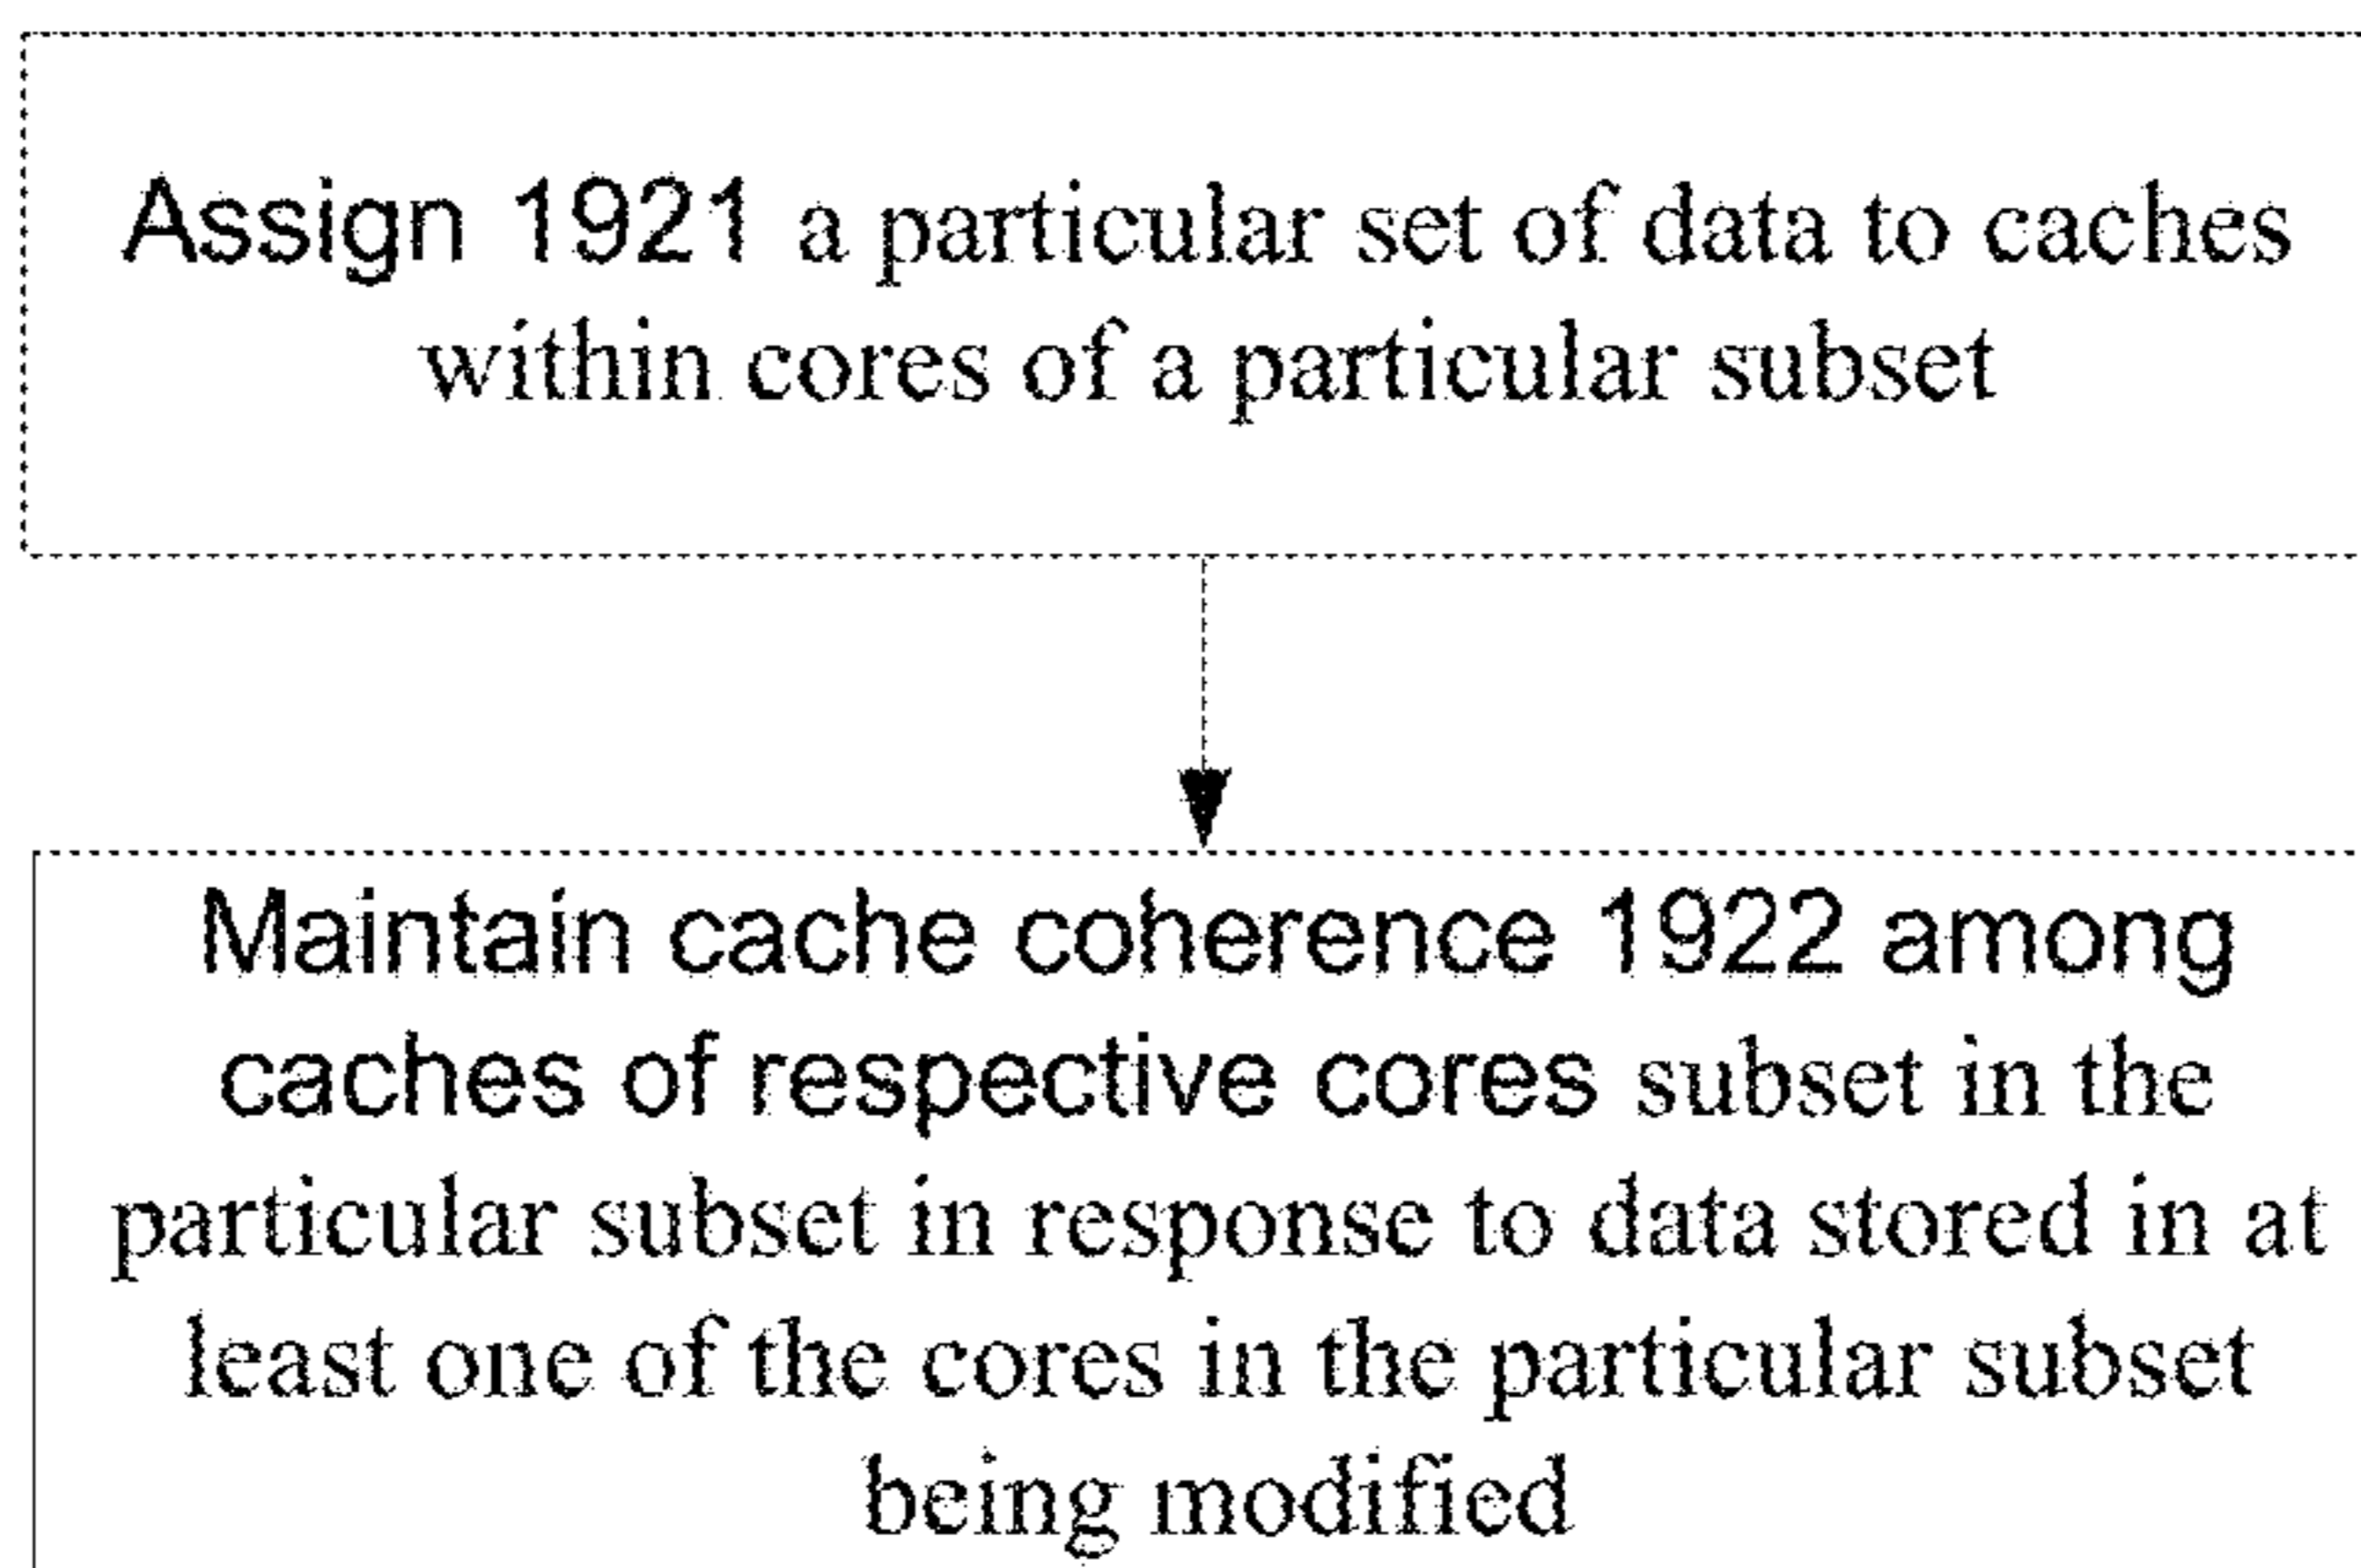 Assign 1921 a particular set of data to caches
within cores of a particular subset
Maintain cache coherence 1922 among
caches of respective cores subset in the
particular subset in response to data stored in at
least one of the cores in the particular subset
being modified